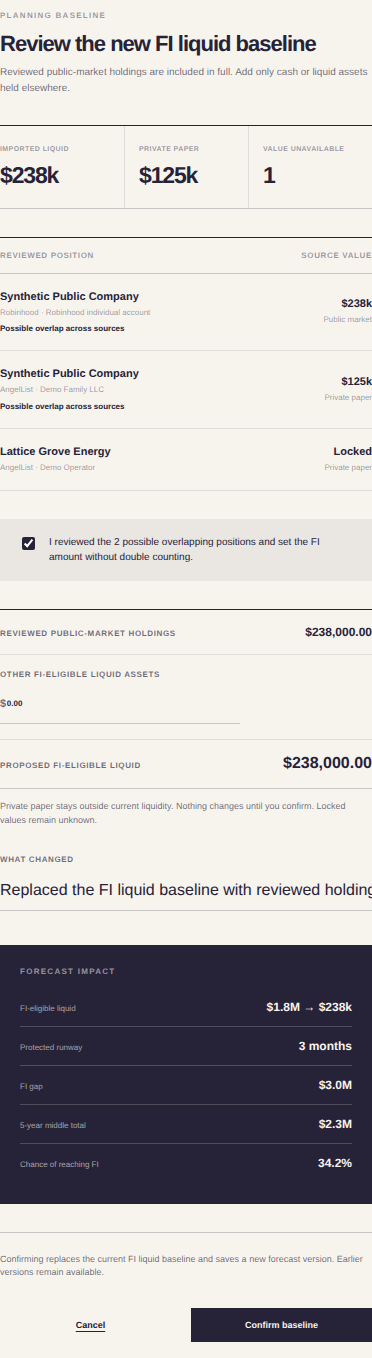 PLANNING BASELINE
Review the new FI liquid baseline
Reviewed public-market holdings are included in full. Add only cash or liquid assets
held elsewhere.
IMPORTED LIQUID
$238k
PRIVATE PAPER
$125k
VALUE UNAVAILABLE
1
REVIEWED POSITION SOURCE VALUE
Synthetic Public Company
Robinhood · Robinhood individual account
Possible overlap across sources
$238k
Public market
Synthetic Public Company
AngelList · Demo Family LLC
Possible overlap across sources
$125k
Private paper
Lattice Grove Energy
AngelList · Demo Operator
Locked
Private paper
I reviewed the 2 possible overlapping positions and set the FI
amount without double counting.
REVIEWED PUBLIC-MARKET HOLDINGS $238,000.00
OTHER FI-ELIGIBLE LIQUID ASSETS
$0.00
PROPOSED FI-ELIGIBLE LIQUID $238,000.00
Private paper stays outside current liquidity. Nothing changes until you confirm. Locked
values remain unknown.
WHAT CHANGED
Replaced the FI liquid baseline with reviewed holding
FORECAST IMPACT
FI-eligible liquid $1.8M → $238k
Protected runway 3 months
FI gap $3.0M
5-year middle total $2.3M
Chance of reaching FI 34.2%
Confirming replaces the current FI liquid baseline and saves a new forecast version. Earlier
versions remain available.
Cancel
Confirm baseline